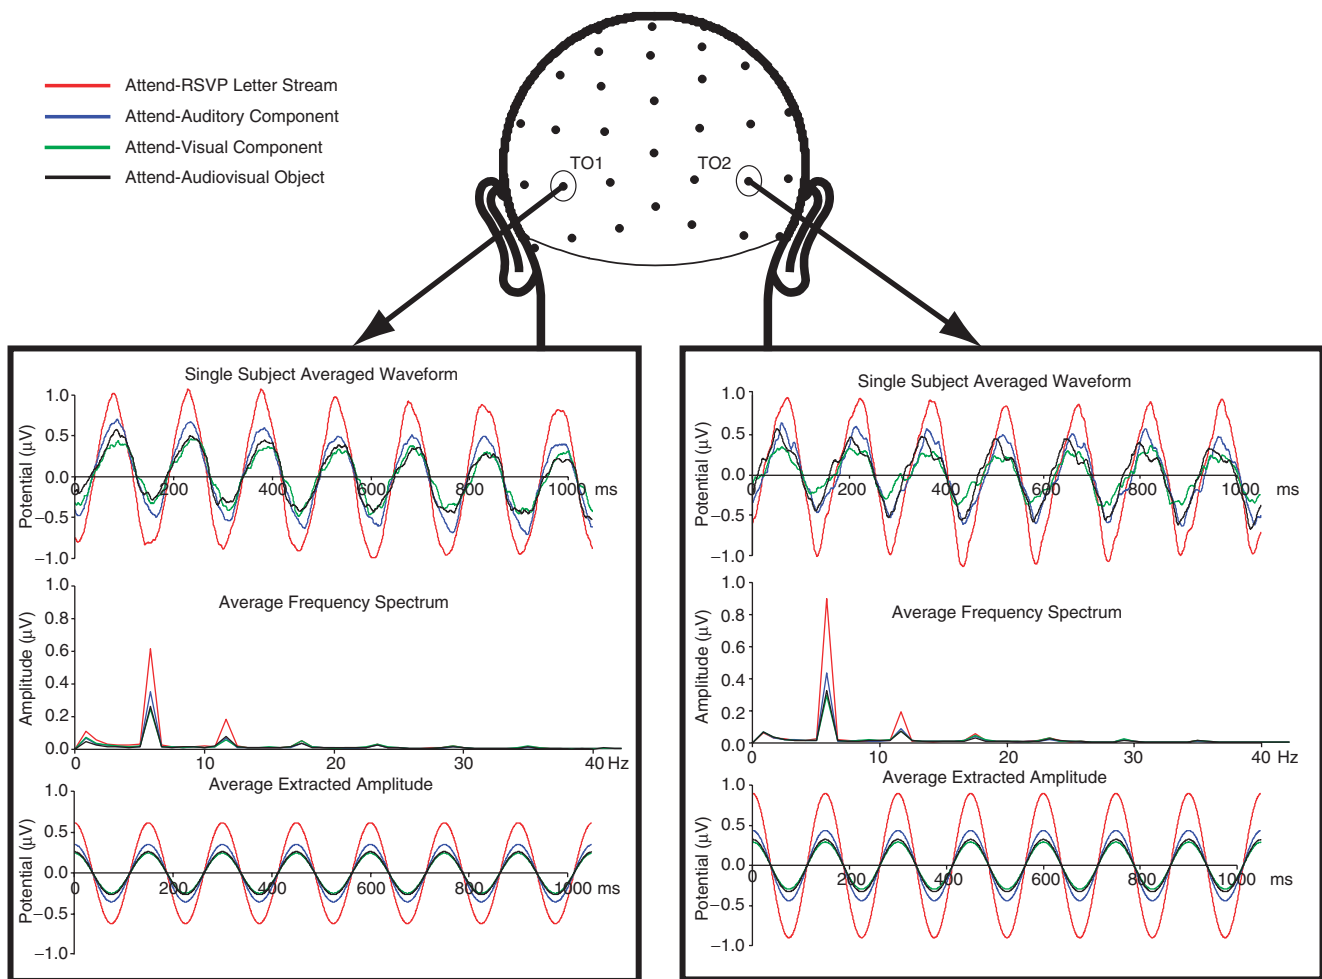 Attend-RSVP Letter Stream
Attend-Auditory Component
Attend-Visual Component
Attend-Audiovisual Object
TO1
TO2
Single Subject Averaged Waveform
1.0
0.5
0.0
−0.5
−1.0
Potential (µV)
0 200 400 600 800 1000 ms
Average Frequency Spectrum
1.0
0.8
0.6
0.4
0.2
0.0
Amplitude (µV)
0 10 20 30 40 Hz
Average Extracted Amplitude
1.0
0.5
0.0
−0.5
−1.0
Potential (µV)
0 200 400 600 800 1000 ms
Single Subject Averaged Waveform
1.0
0.5
0.0
−0.5
−1.0
Potential (µV)
0 200 400 600 800 1000 ms
Average Frequency Spectrum
1.0
0.8
0.6
0.4
0.2
0.0
Amplitude (µV)
0 10 20 30 40 Hz
Average Extracted Amplitude
1.0
0.5
0.0
−0.5
−1.0
Potential (µV)
0 200 400 600 800 1000 ms